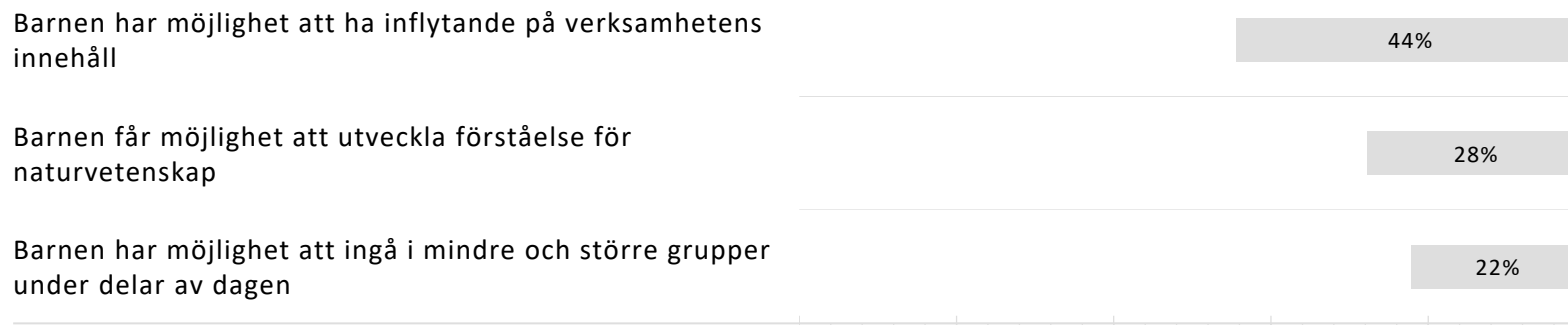 Barnen har möjlighet att ha inflytande på verksamhetens
innehåll
44%
Barnen får möjlighet att utveckla förståelse för
naturvetenskap
28%
Barnen har möjlighet att ingå i mindre och större grupper
under delar av dagen
22%